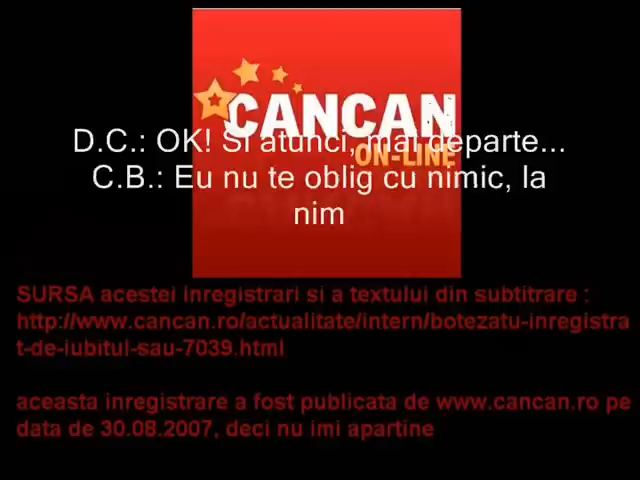 CANCAN
ON-LINE
D.C.: OK! Si atunci, mai departe...
C.B.: Eu nu te oblig cu nimic, la
nim
SURSA acestei inregistrari si a textului din subtitrare :
http://www.cancan.ro/actualitate/intern/botezatu-inregistra
t-de-iubitul-sau-7039.html
aceasta inregistrare a fost publicata de www.cancan.ro pe
data de 30.08.2007, deci nu imi apartine